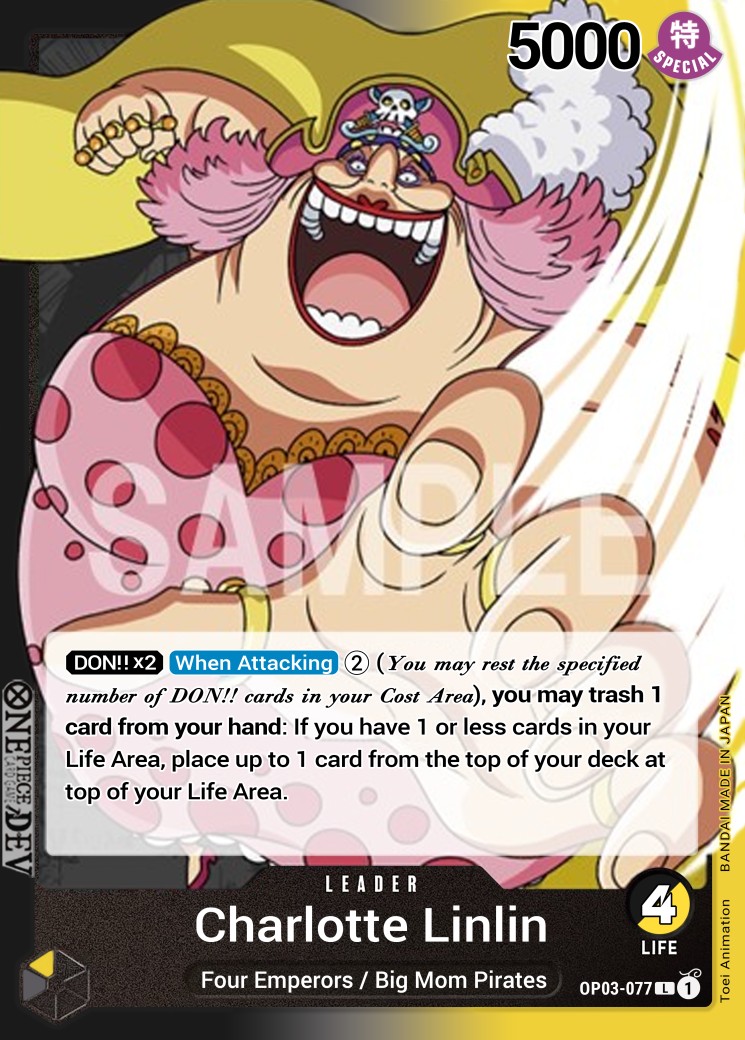 5000
特
SPECIAL
SAMPLE
DON!! x2 When Attacking ② (You may rest the specified
number of DON!! cards in your Cost Area), you may trash 1
card from your hand: If you have 1 or less cards in your
Life Area, place up to 1 card from the top of your deck at
top of your Life Area.
ONE PIECE
CARD GAME
DEV
BANDAI MADE IN JAPAN
Toei Animation
LEADER
Charlotte Linlin
4
LIFE
Four Emperors / Big Mom Pirates
OP03-077 L 1